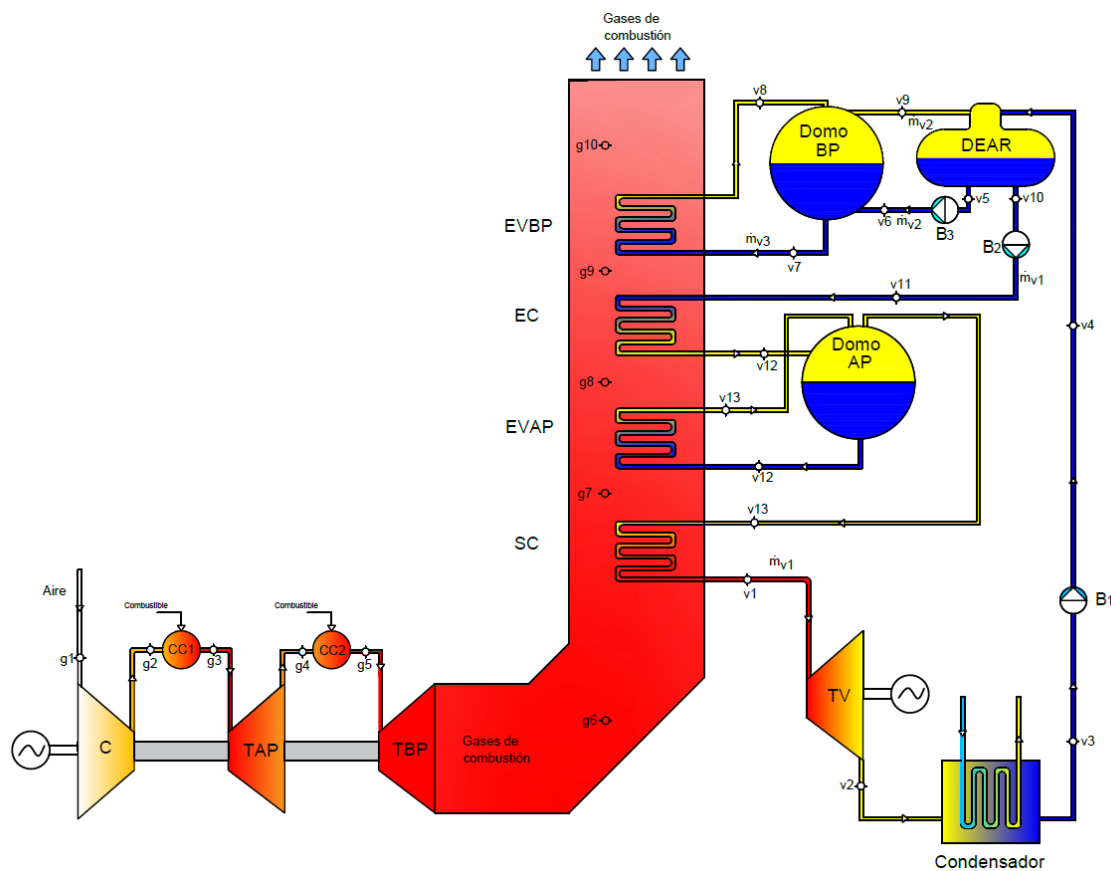 Gases de
combustión
v8
v9
ṁv2
Domo
BP
DEAR
g10
v5
v10
v6
ṁv2
B3
B2
EVBP
ṁv3
v7
g9
ṁv1
v11
EC
v4
Domo
AP
v12
g8
v13
EVAP
v12
g7
v13
SC
ṁv1
v1
Aire
Combustible
Combustible
B1
g1
g2
CC1
g3
g4
CC2
g5
TV
g6
v3
C
TAP
TBP
Gases de
combustión
v2
Condensador